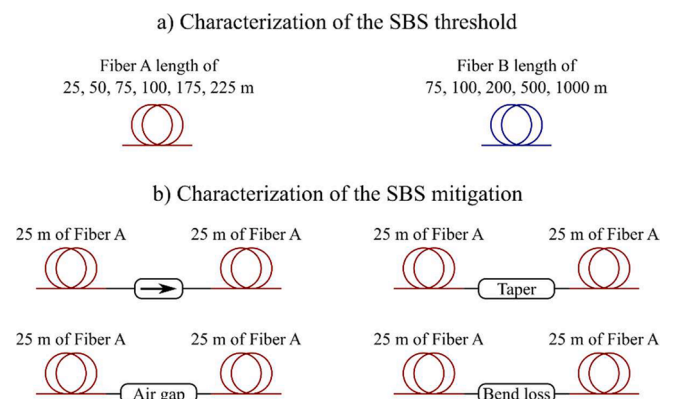 a) Characterization of the SBS threshold
Fiber A length of
25, 50, 75, 100, 175, 225 m
Fiber B length of
75, 100, 200, 500, 1000 m
b) Characterization of the SBS mitigation
25 m of Fiber A
25 m of Fiber A
25 m of Fiber A
25 m of Fiber A
Taper
25 m of Fiber A
25 m of Fiber A
25 m of Fiber A
25 m of Fiber A
Air gap
Bend loss